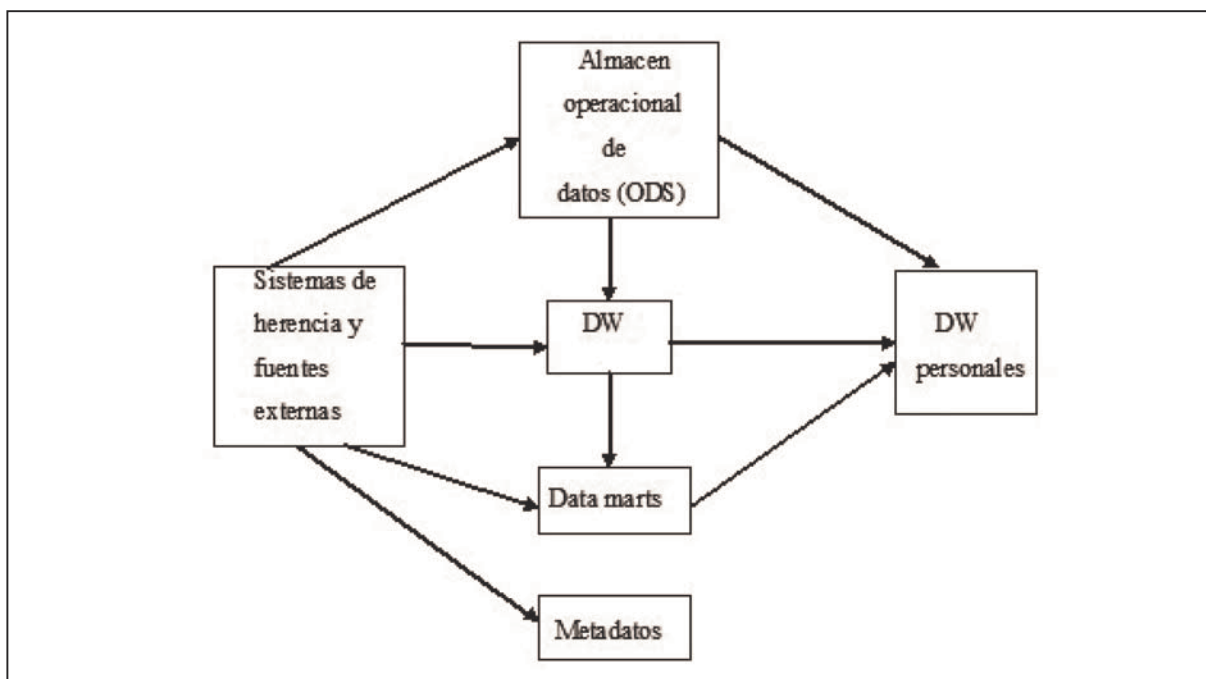 Almacen
operacional
de
datos (ODS)
Sistemas de
herencia y
fuentes
externas
DW
DW
personales
Data marts
Metadatos